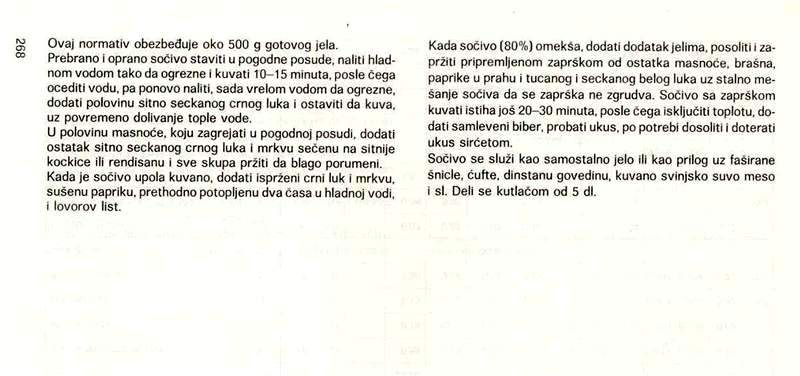 268
Ovaj normativ obezbeđuje oko 500 g gotovog jela.
Prebrano i oprano sočivo staviti u pogodne posude, naliti hlad-
nom vodom tako da ogrezne i kuvati 10–15 minuta, posle čega
ocediti vodu, pa ponovo naliti, sada vrelom vodom da ogrezne,
dodati polovinu sitno seckanog crnog luka i ostaviti da kuva,
uz povremeno dolivanje tople vode.
U polovinu masnoće, koju zagrejati u pogodnoj posudi, dodati
ostatak sitno seckanog crnog luka i mrkvu sečenu na sitnije
kockice ili rendisanu i sve skupa pržiti da blago porumeni.
Kada je sočivo upola kuvano, dodati isprženi crni luk i mrkvu,
sušenu papriku, prethodno potopljenu dva časa u hladnoj vodi,
i lovorov list.
Kada sočivo (80%) omekša, dodati dodatak jelima, posoliti i za-
pržiti pripremljenom zaprškom od ostatka masnoće, brašna,
paprike u prahu i tucanog i seckanog belog luka uz stalno me-
šanje sočiva da se zaprška ne zgrudva. Sočivo sa zaprškom
kuvati istiha još 20–30 minuta, posle čega isključiti toplotu, do-
dati samleveni biber, probati ukus, po potrebi dosoliti i doterati
ukus sirćetom.
Sočivo se služi kao samostalno jelo ili kao prilog uz faširane
šnicle, ćufte, dinstanu govedinu, kuvano svinjsko suvo meso
i sl. Deli se kutlačom od 5 dl.